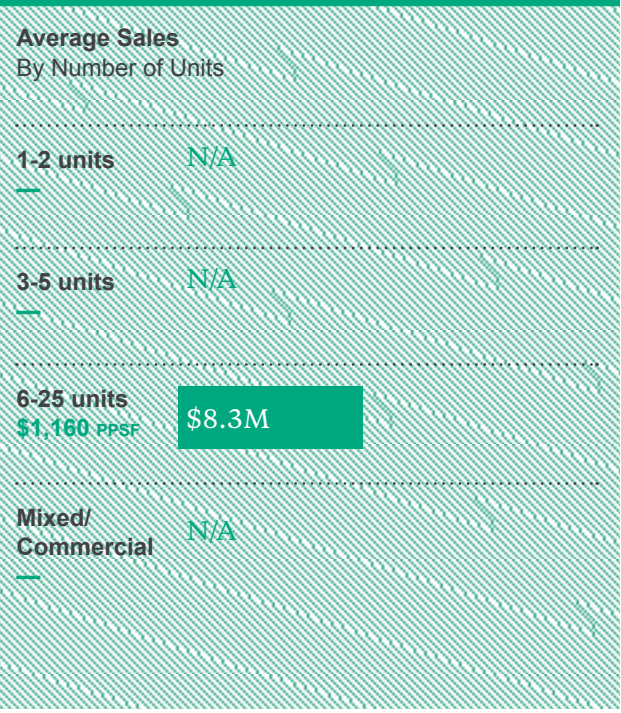 Average Sales
By Number of Units
1-2 units N/A
—
3-5 units N/A
—
6-25 units
$1,160 PPSF $8.3M
Mixed/
Commercial N/A
—